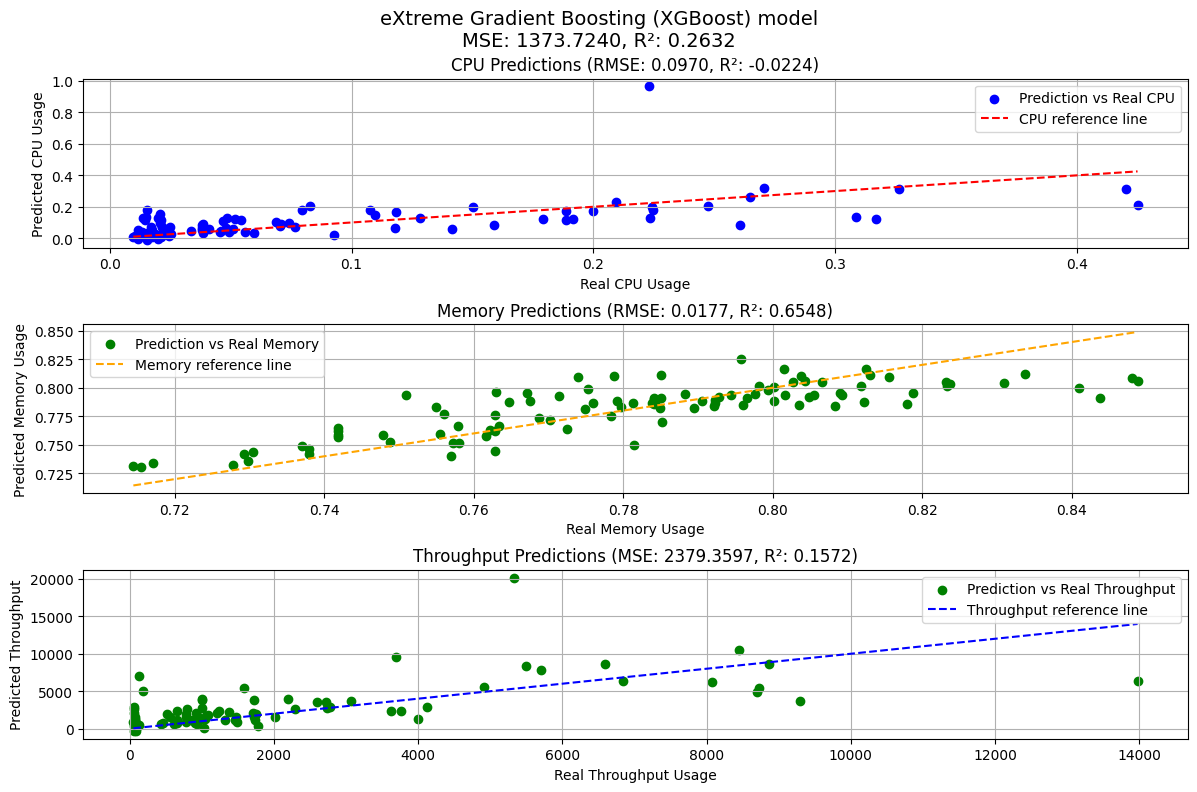 eXtreme Gradient Boosting (XGBoost) model
MSE: 1373.7240, R²: 0.2632
CPU Predictions (RMSE: 0.0970, R²: -0.0224)
Predicted CPU Usage
1.0
0.8
0.6
0.4
0.2
0.0
Prediction vs Real CPU
CPU reference line
0.0 0.1 0.2 0.3 0.4
Real CPU Usage
Memory Predictions (RMSE: 0.0177, R²: 0.6548)
Predicted Memory Usage
0.850
0.825
0.800
0.775
0.750
0.725
Prediction vs Real Memory
Memory reference line
0.72 0.74 0.76 0.78 0.80 0.82 0.84
Real Memory Usage
Throughput Predictions (MSE: 2379.3597, R²: 0.1572)
Predicted Throughput
20000
15000
10000
5000
0
Prediction vs Real Throughput
Throughput reference line
0 2000 4000 6000 8000 10000 12000 14000
Real Throughput Usage